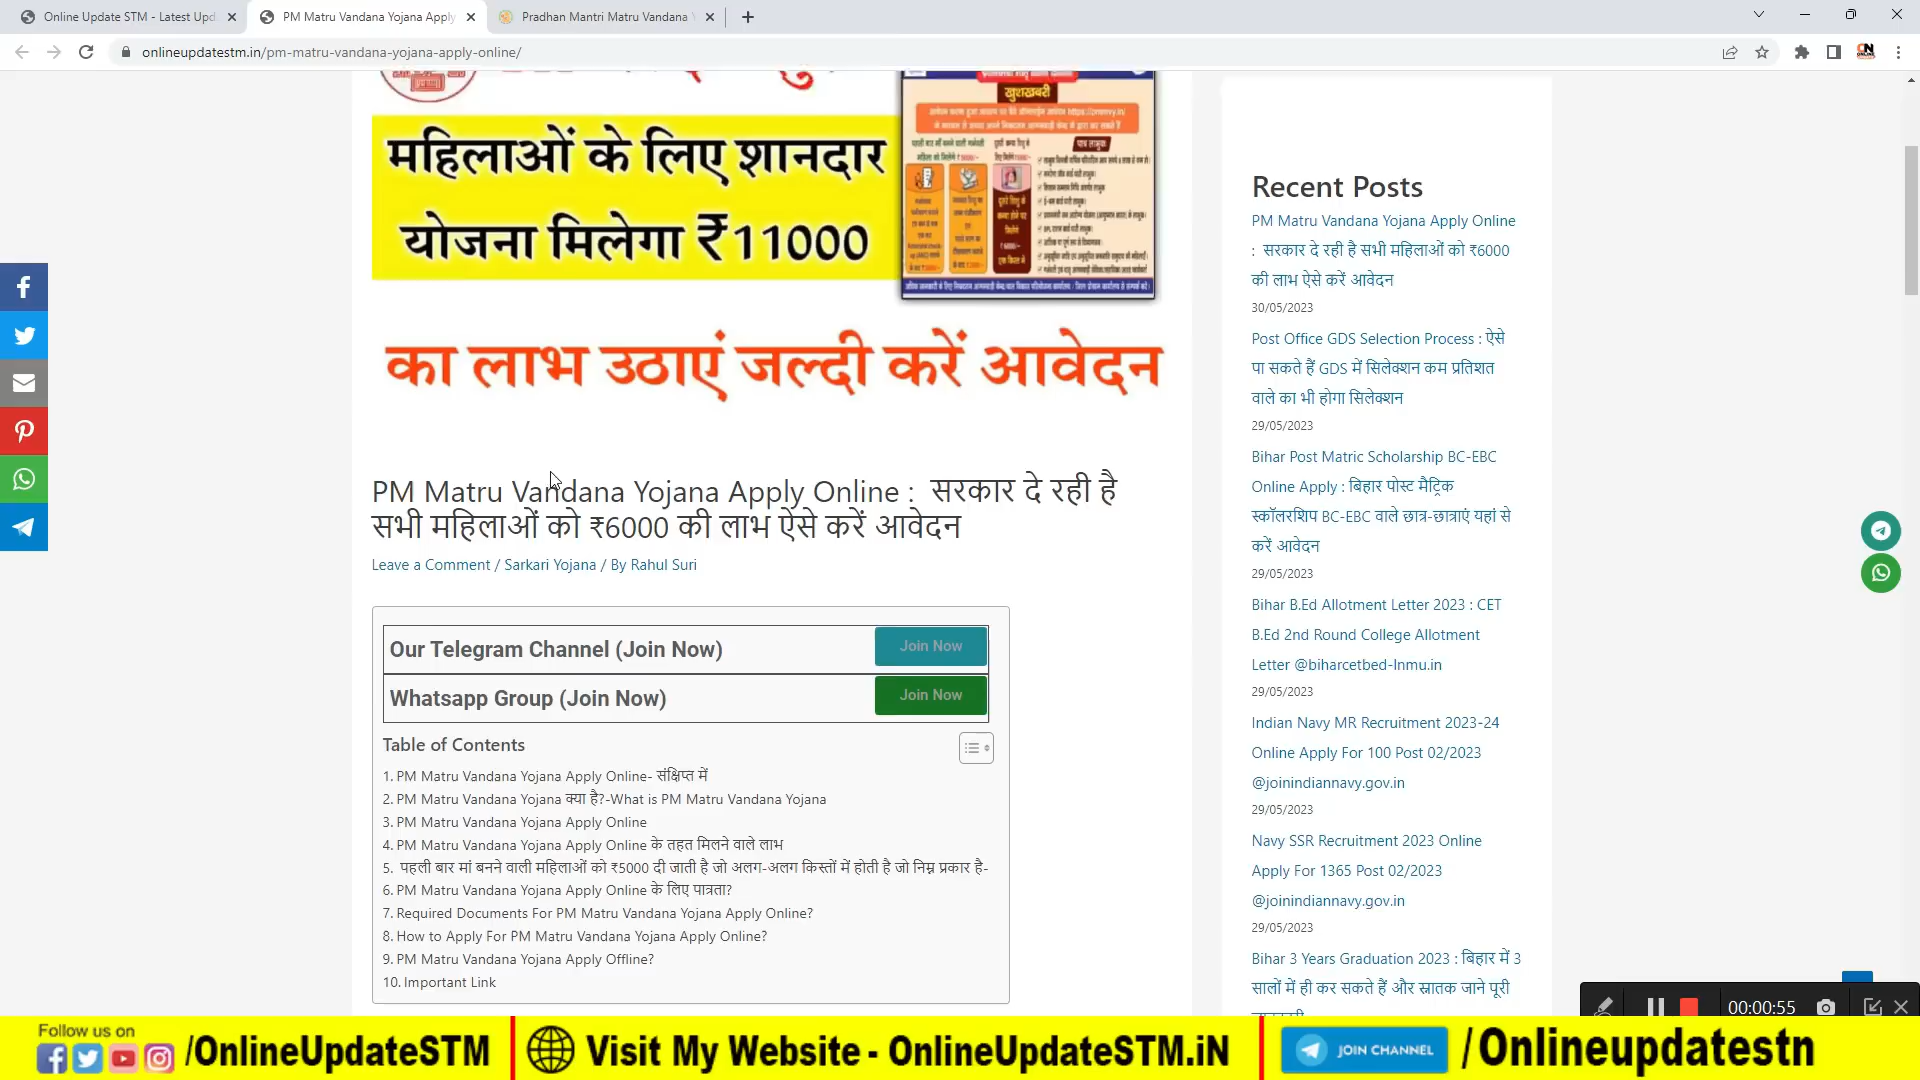 Online Update STM - Latest Upd
PM Matru Vandana Yojana Apply
Pradhan Mantri Matru Vandana Y
onlineupdatestm.in/pm-matru-vandana-yojana-apply-online/
महिलाओं के लिए शानदार
योजना मिलेगा ₹11000
खुशखबरी
का लाभ उठाएं जल्दी करें आवेदन
PM Matru Vandana Yojana Apply Online : सरकार दे रही है
सभी महिलाओं को ₹6000 की लाभ ऐसे करें आवेदन
Leave a Comment / Sarkari Yojana / By Rahul Suri
Our Telegram Channel (Join Now)
Join Now
Whatsapp Group (Join Now)
Join Now
Table of Contents
1. PM Matru Vandana Yojana Apply Online- संक्षिप्त में
2. PM Matru Vandana Yojana क्या है?-What is PM Matru Vandana Yojana
3. PM Matru Vandana Yojana Apply Online
4. PM Matru Vandana Yojana Apply Online के तहत मिलने वाले लाभ
5. पहली बार मां बनने वाली महिलाओं को ₹5000 दी जाती है जो अलग-अलग किस्तों में होती है जो निम्न प्रकार है-
6. PM Matru Vandana Yojana Apply Online के लिए पात्रता?
7. Required Documents For PM Matru Vandana Yojana Apply Online?
8. How to Apply For PM Matru Vandana Yojana Apply Online?
9. PM Matru Vandana Yojana Apply Offline?
10. Important Link
Recent Posts
PM Matru Vandana Yojana Apply Online
: सरकार दे रही है सभी महिलाओं को ₹6000
की लाभ ऐसे करें आवेदन
30/05/2023
Post Office GDS Selection Process : ऐसे
पा सकते हैं GDS में सिलेक्शन कम प्रतिशत
वाले का भी होगा सिलेक्शन
29/05/2023
Bihar Post Matric Scholarship BC-EBC
Online Apply : बिहार पोस्ट मैट्रिक
स्कॉलरशिप BC-EBC वाले छात्र-छात्राएं यहां से
करें आवेदन
29/05/2023
Bihar B.Ed Allotment Letter 2023 : CET
B.Ed 2nd Round College Allotment
Letter @biharcetbed-lnmu.in
29/05/2023
Indian Navy MR Recruitment 2023-24
Online Apply For 100 Post 02/2023
@joinindiannavy.gov.in
29/05/2023
Navy SSR Recruitment 2023 Online
Apply For 1365 Post 02/2023
@joinindiannavy.gov.in
29/05/2023
Bihar 3 Years Graduation 2023 : बिहार में 3
सालों में ही कर सकते हैं और स्नातक जाने पूरी
00:00:55
Follow us on
/OnlineUpdateSTM
Visit My Website - OnlineUpdateSTM.iN
JOIN CHANNEL
/Onlineupdatestn